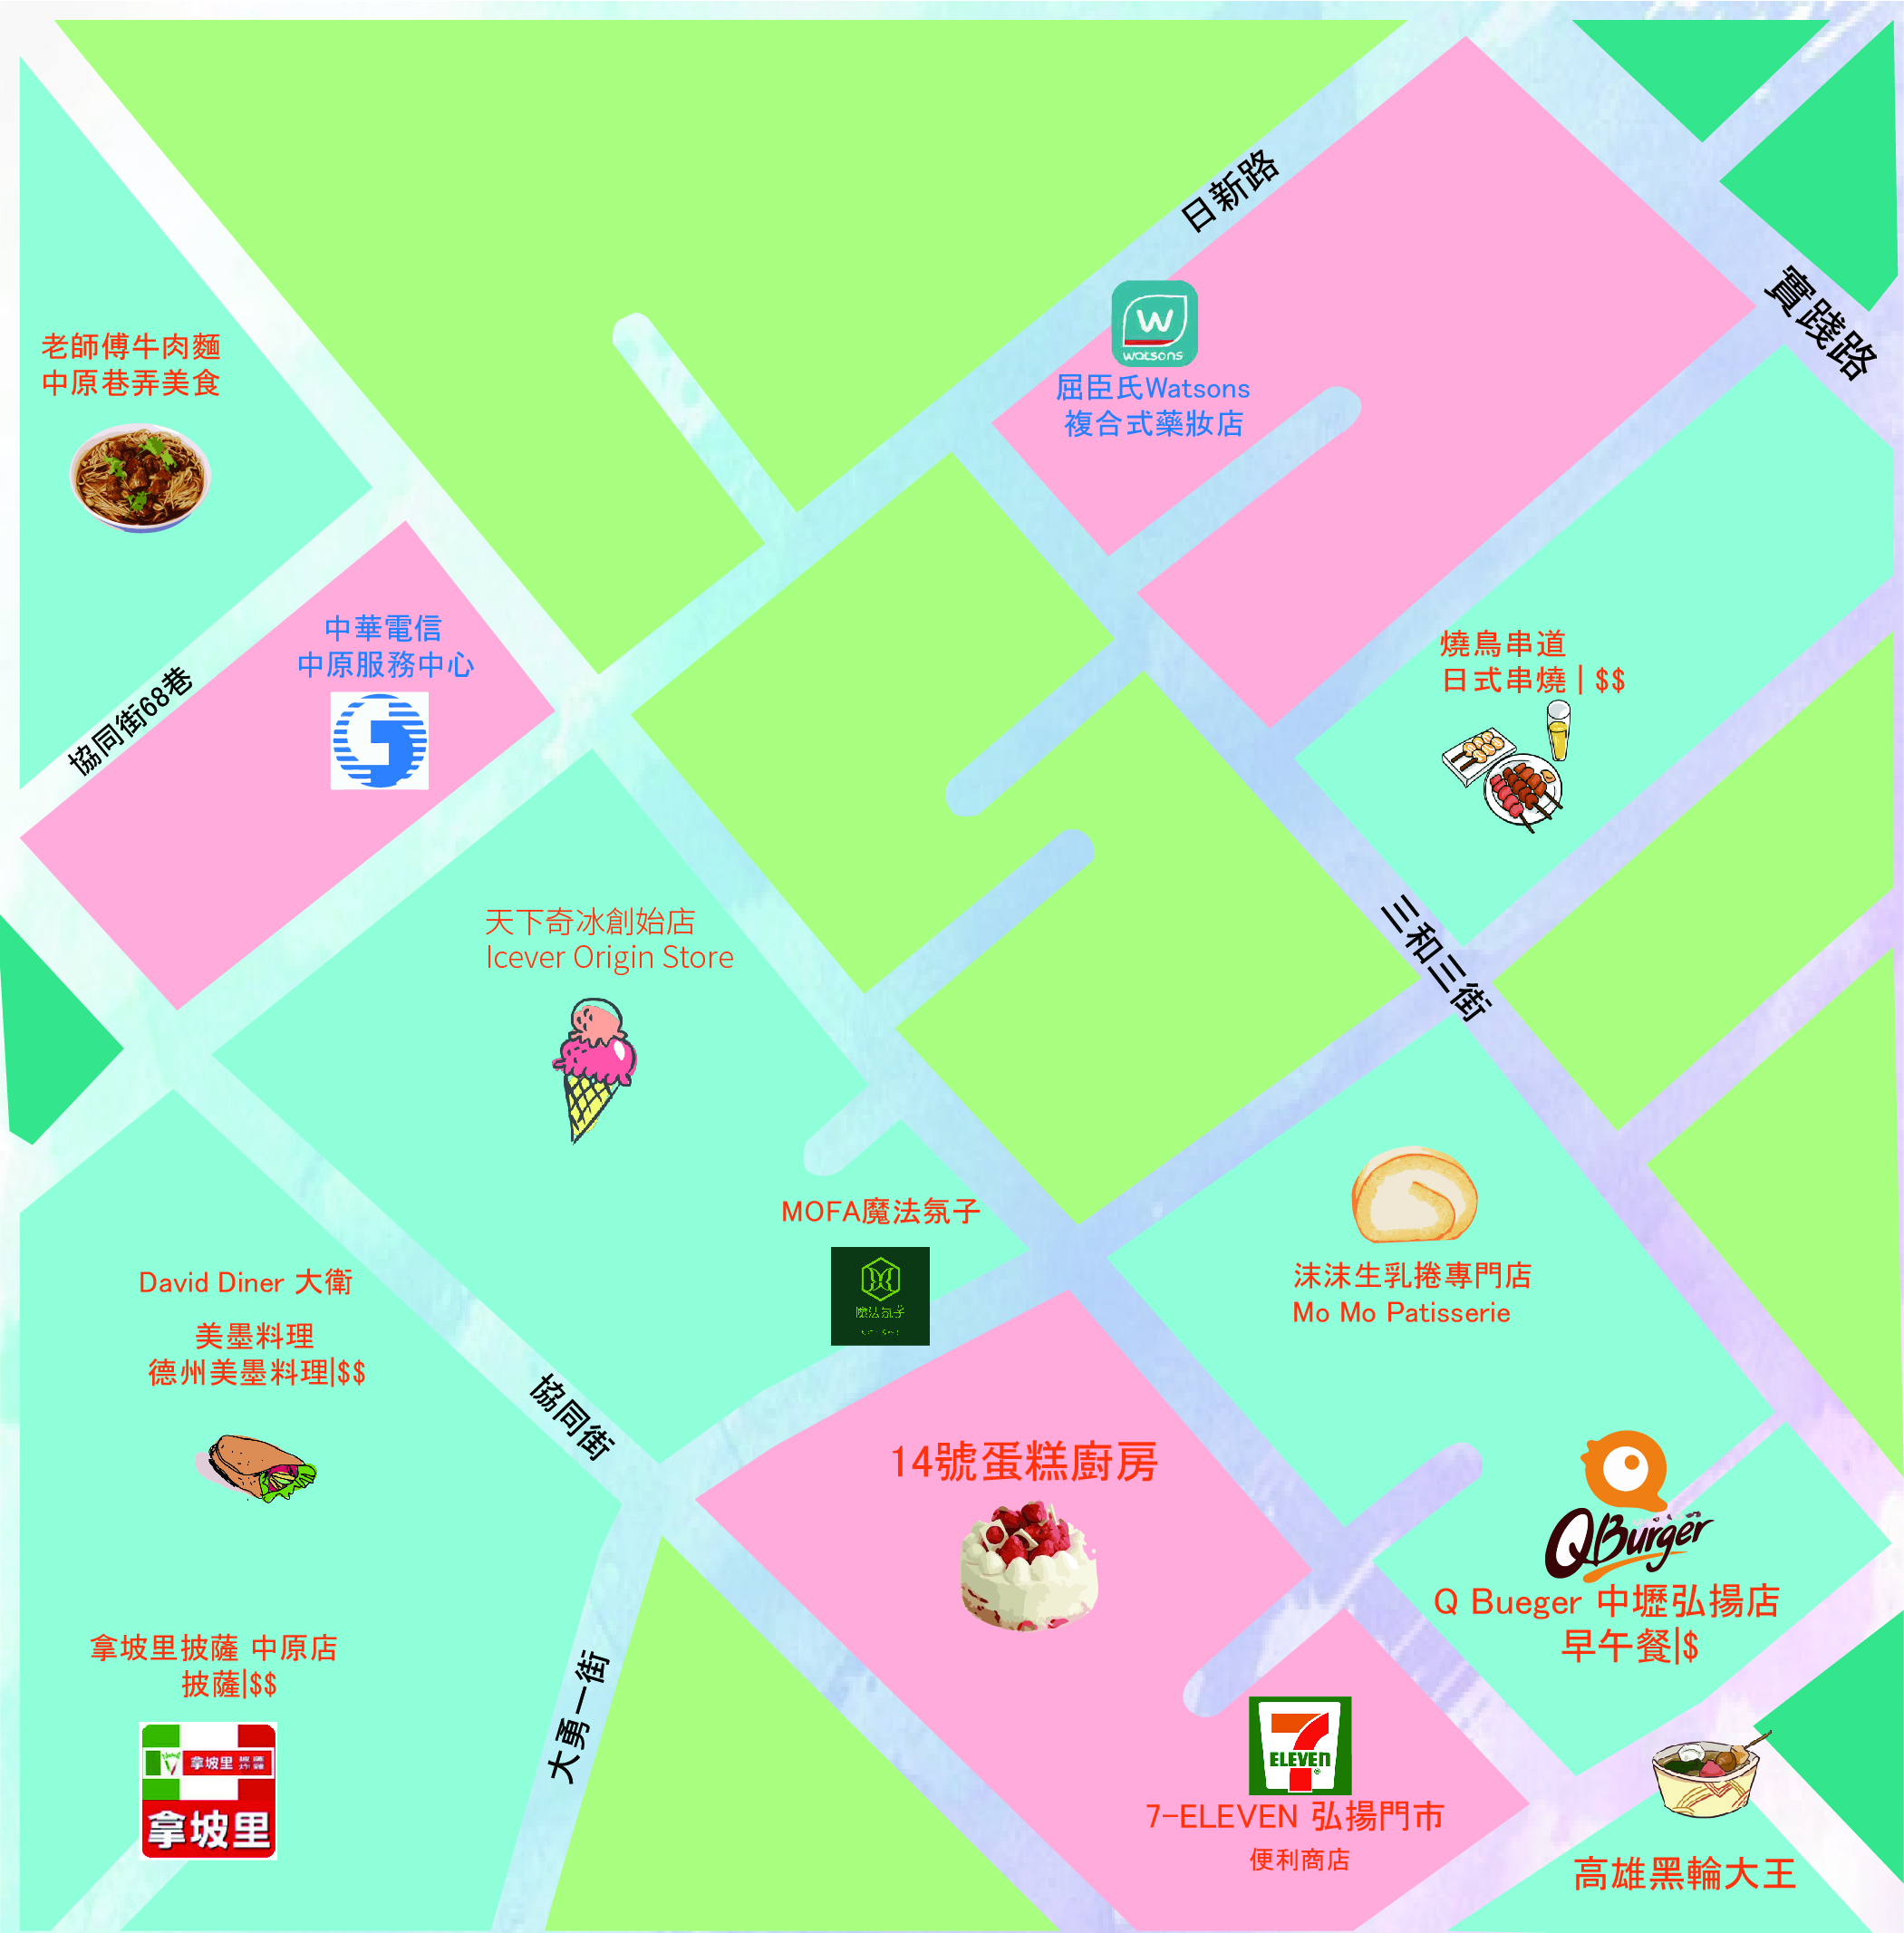 日新路
實踐路
watsons
屈臣氏Watsons
複合式藥妝店
老師傅牛肉麵
中原巷弄美食
中華電信
中原服務中心
協同街68巷
燒鳥串道
日式串燒 | $$
三和三街
天下奇冰創始店
Icever Origin Store
MOFA魔法氛子
魔法氛子
沫沫生乳捲專門店
Mo Mo Patisserie
David Diner 大衛
美墨料理
德州美墨料理|$$
協同街
14號蛋糕廚房
QBurger
Q Bueger 中壢弘揚店
早午餐|$
拿坡里披薩 中原店
披薩|$$
拿坡里 披薩 炸雞
拿坡里
大勇一街
7 ELEVEN ®
7-ELEVEN 弘揚門市
便利商店
高雄黑輪大王